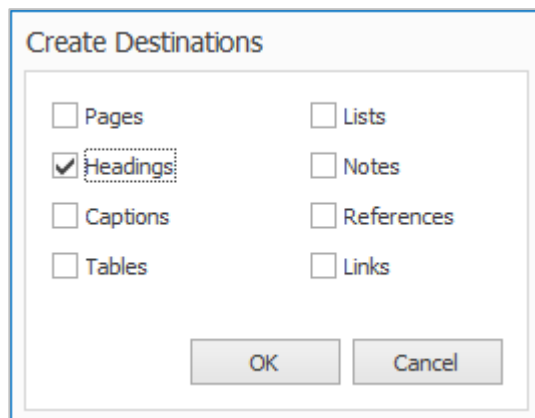 Create Destinations
Pages
Lists
Headings
Notes
Captions
References
Tables
Links
OK
Cancel